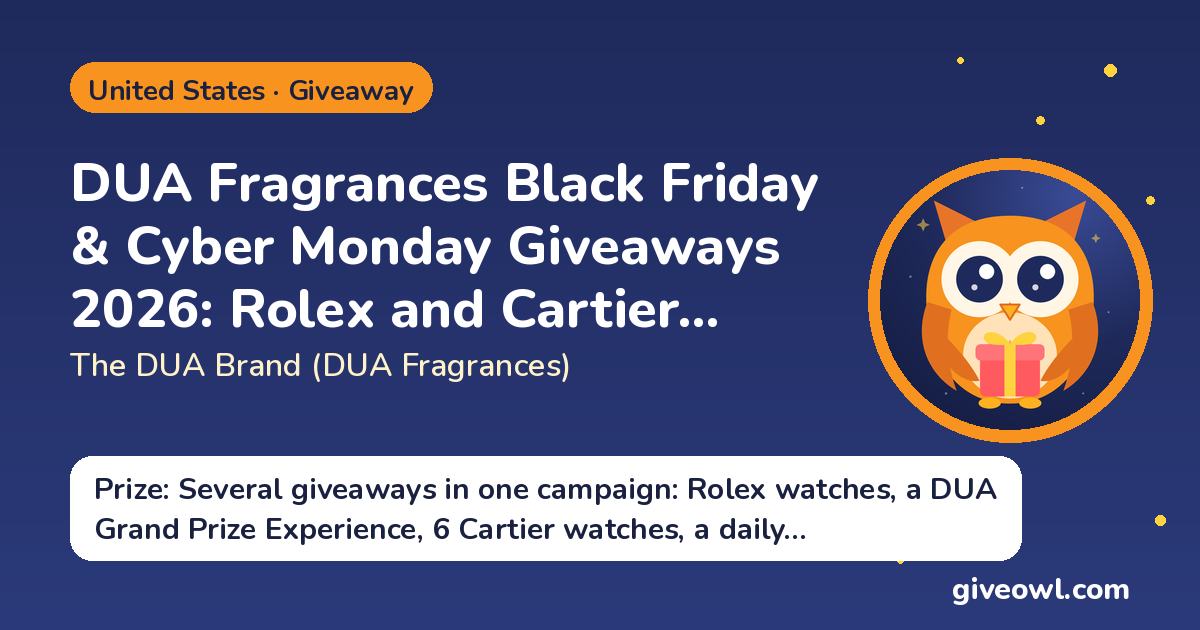 United States · Giveaway
DUA Fragrances Black Friday
& Cyber Monday Giveaways
2026: Rolex and Cartier...
The DUA Brand (DUA Fragrances)
Prize: Several giveaways in one campaign: Rolex watches, a DUA
Grand Prize Experience, 6 Cartier watches, a daily...
giveowl.com